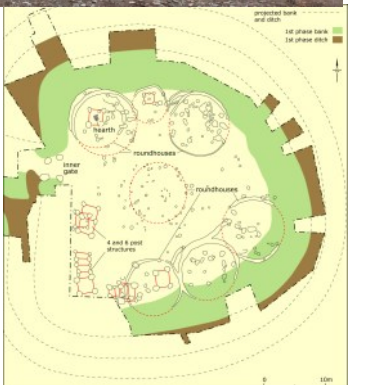 projected bank
and ditch
1st phase bank
1st phase ditch
hearth
roundhouses
inner
gate
roundhouses
4 and 6 post
structures
0
10m